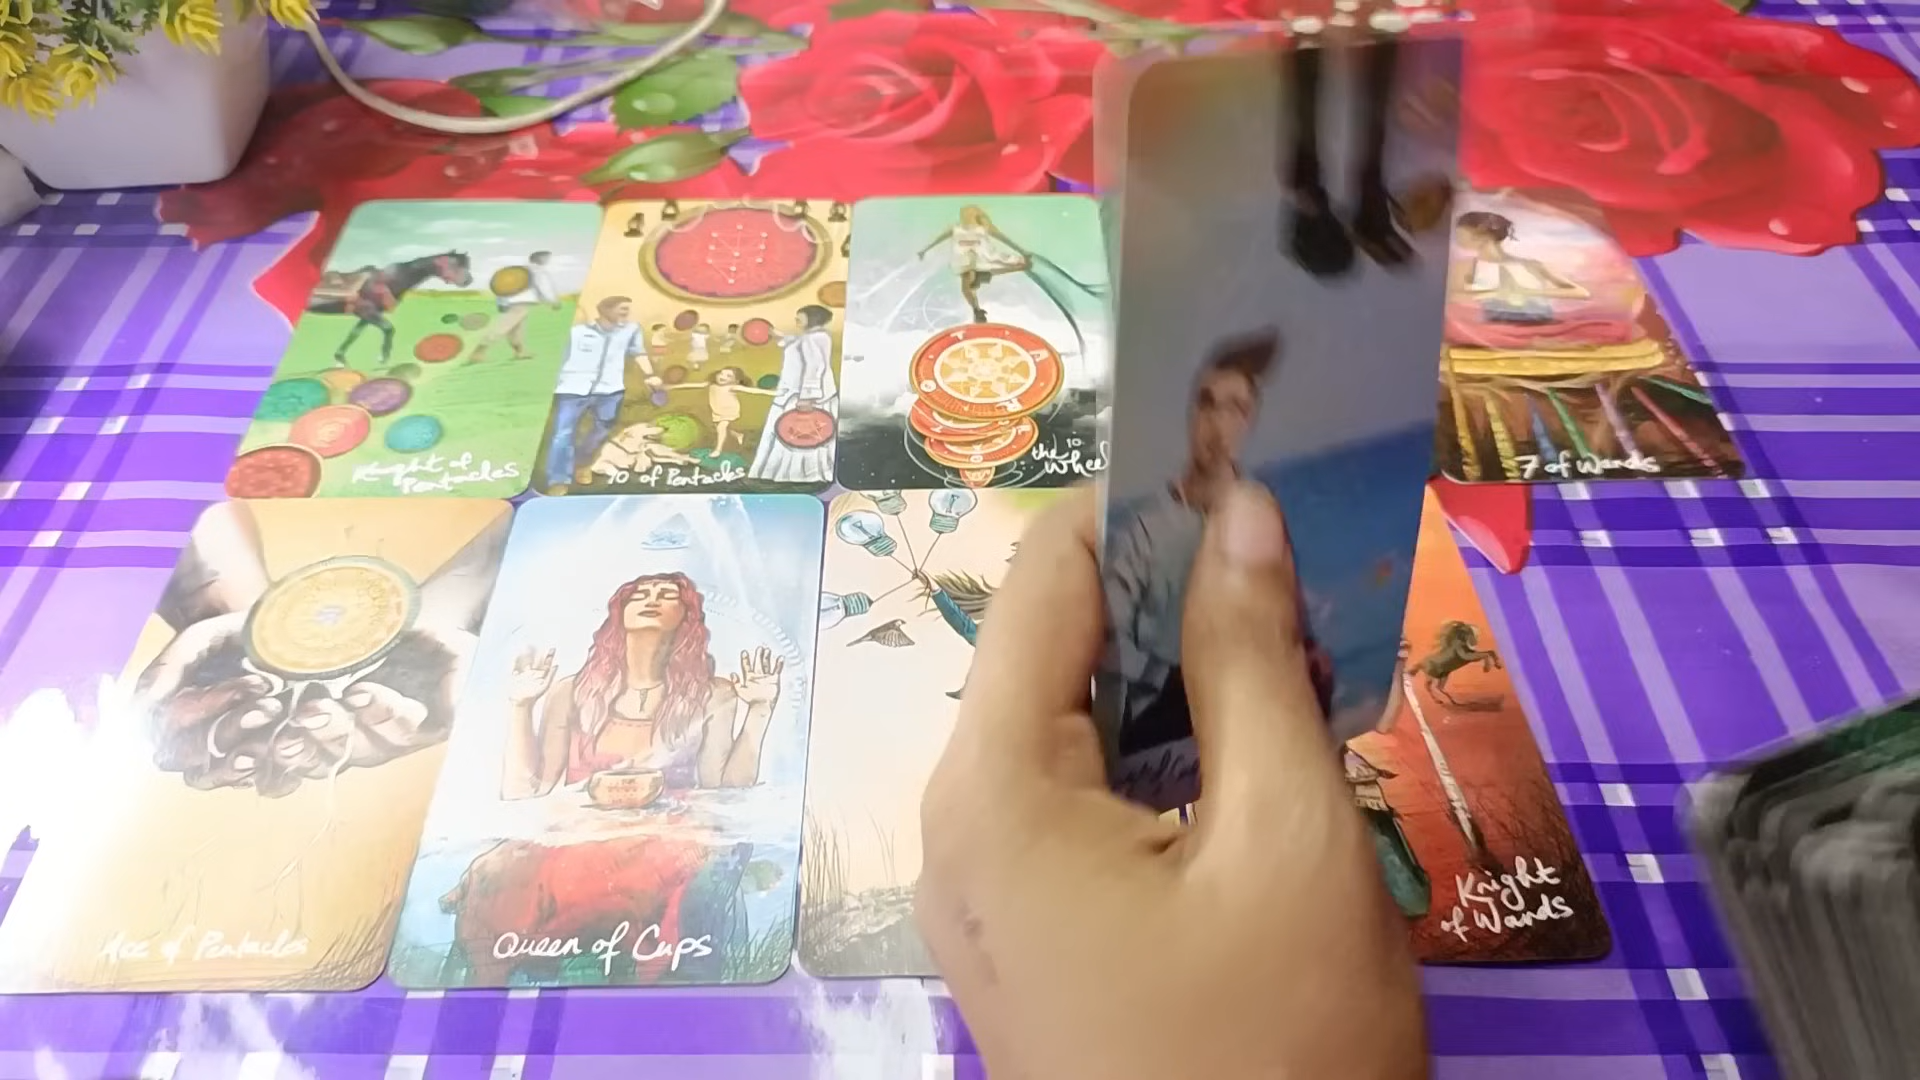 Knight of
Pentacles
10 of Pentacles
10
the
Wheel
7 of Wands
Ace of Pentacles
Queen of Cups
Knight
of Wands